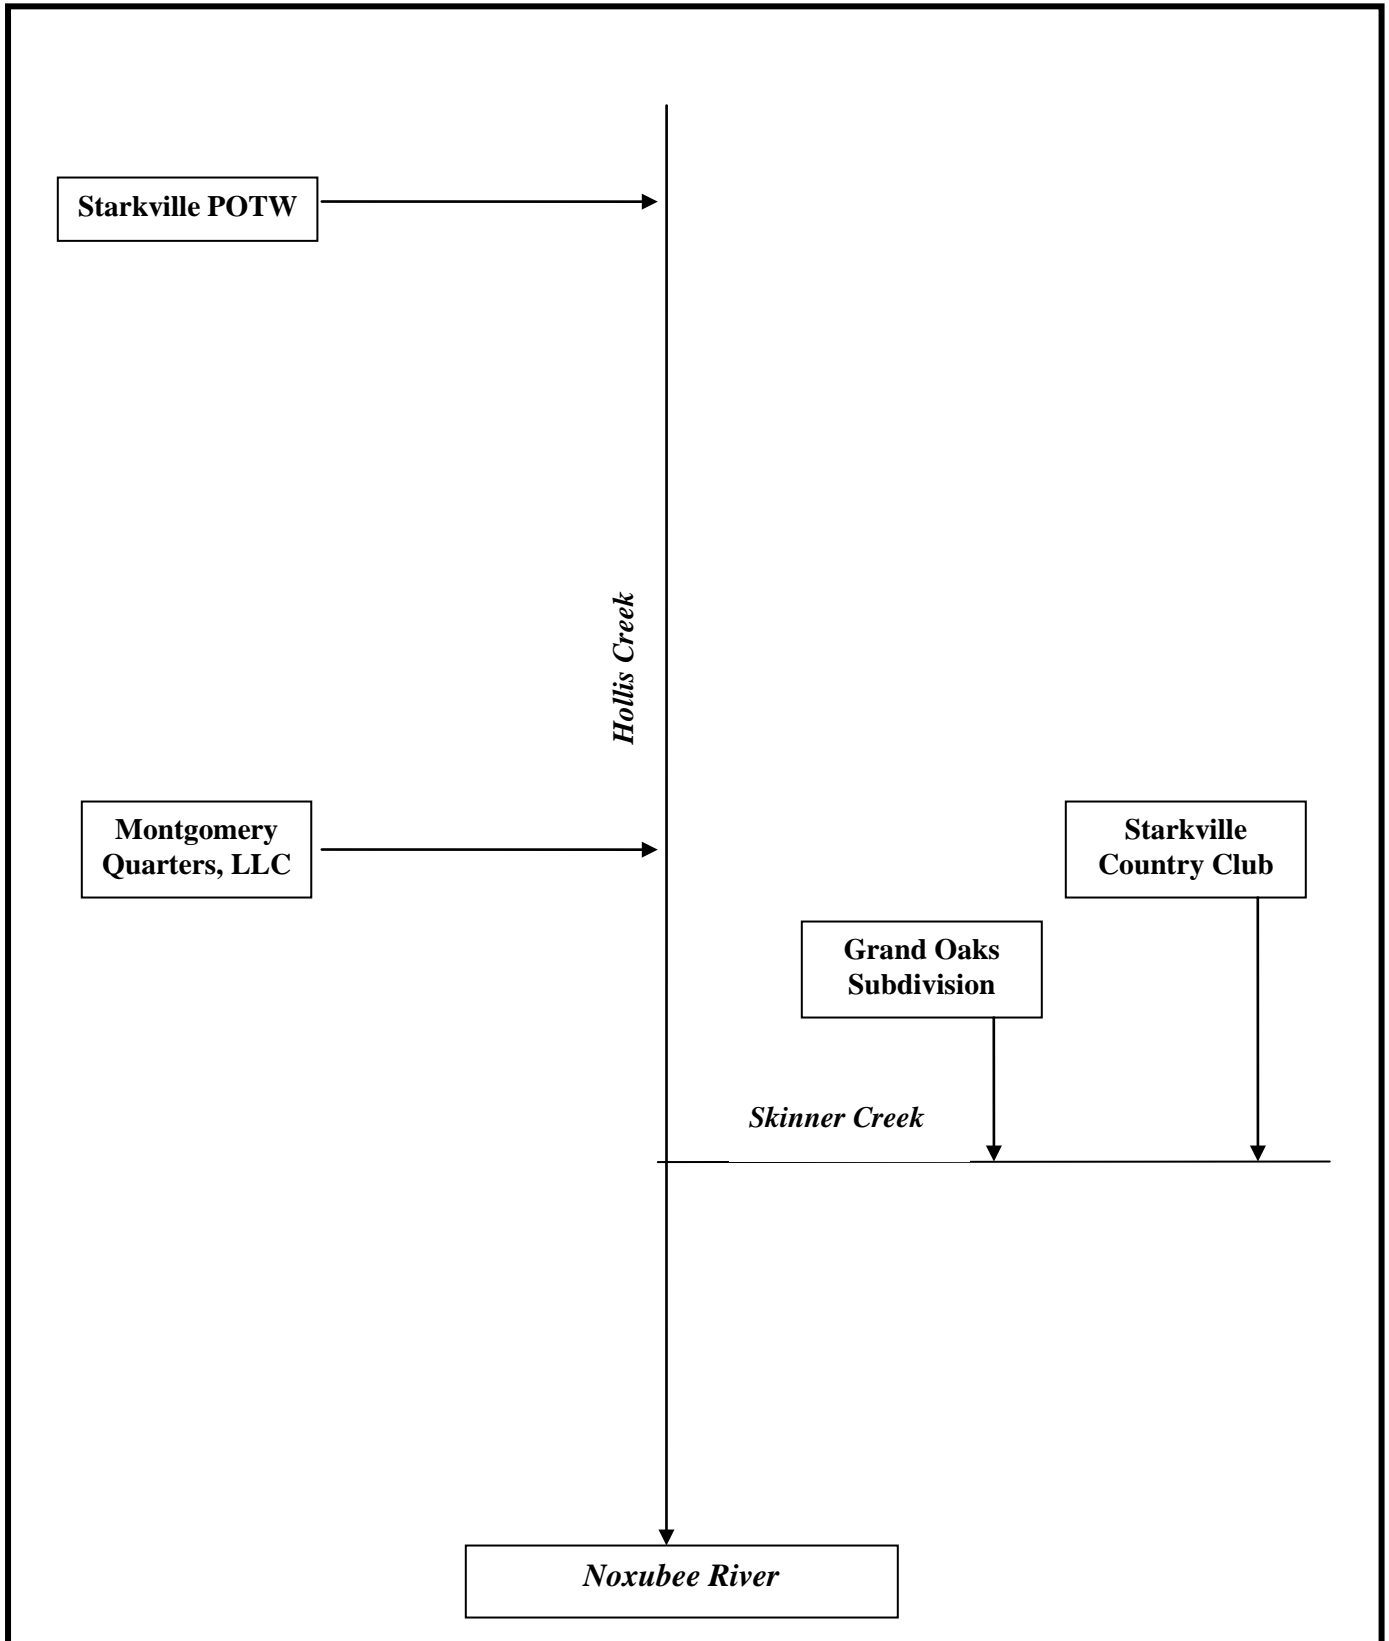 Starkville POTW
Hollis Creek
Montgomery
Quarters, LLC
Starkville
Country Club
Grand Oaks
Subdivision
Skinner Creek
Noxubee River